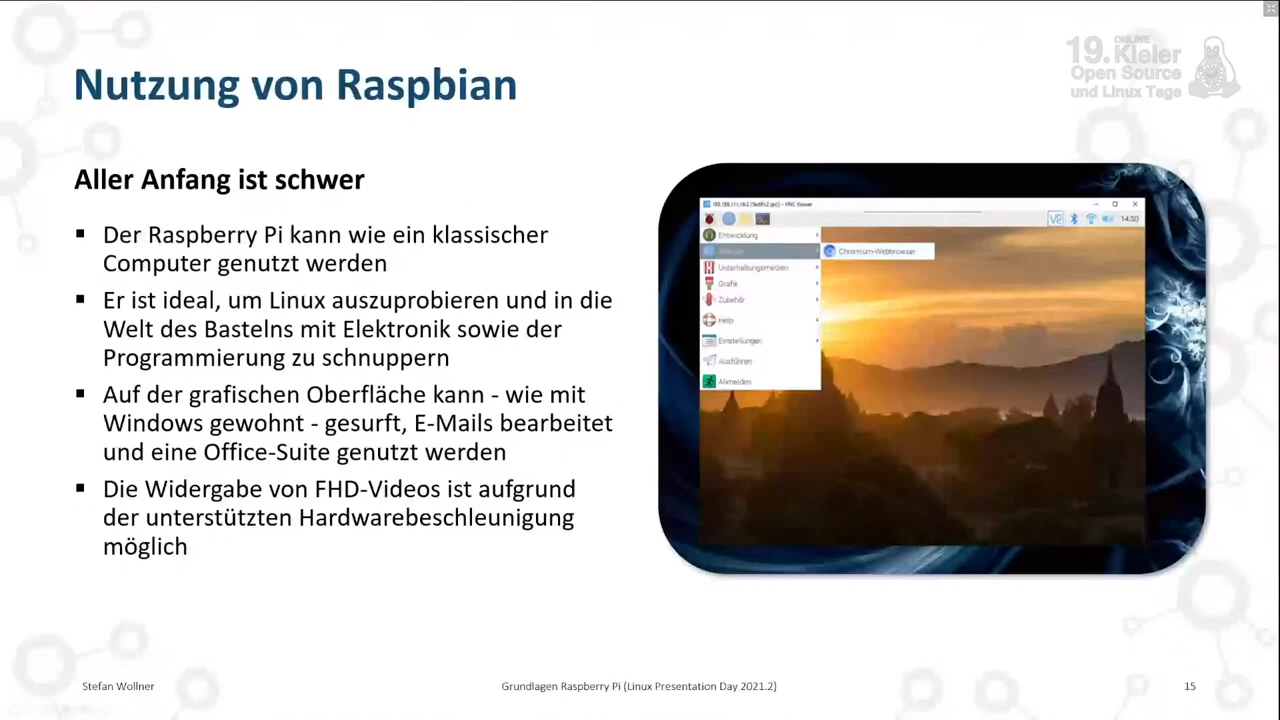 ONLINE
19. Kieler
Open Source
und Linux Tage
Nutzung von Raspbian
Aller Anfang ist schwer
▪ Der Raspberry Pi kann wie ein klassischer
Computer genutzt werden
▪ Er ist ideal, um Linux auszuprobieren und in die
Welt des Bastelns mit Elektronik sowie der
Programmierung zu schnuppern
▪ Auf der grafischen Oberfläche kann - wie mit
Windows gewohnt - gesurft, E-Mails bearbeitet
und eine Office-Suite genutzt werden
▪ Die Widergabe von FHD-Videos ist aufgrund
der unterstützten Hardwarebeschleunigung
möglich
VNC Viewer
14:50
Entwicklung
Chromium-Webbrowser
Unterhaltungsmedien
Grafik
Zubehör
Help
Einstellungen
Ausführen
Abmelden
Stefan Wollner
Grundlagen Raspberry Pi (Linux Presentation Day 2021.2)
15